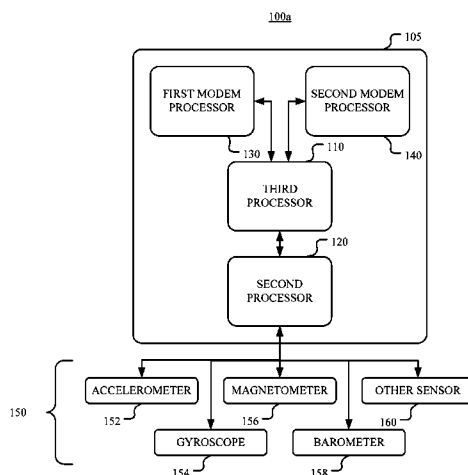 100a
105
FIRST MODEM
PROCESSOR
SECOND MODEM
PROCESSOR
130
110
140
THIRD
PROCESSOR
120
SECOND
PROCESSOR
150
ACCELEROMETER
MAGNETOMETER
OTHER SENSOR
152
156
160
GYROSCOPE
BAROMETER
154
158